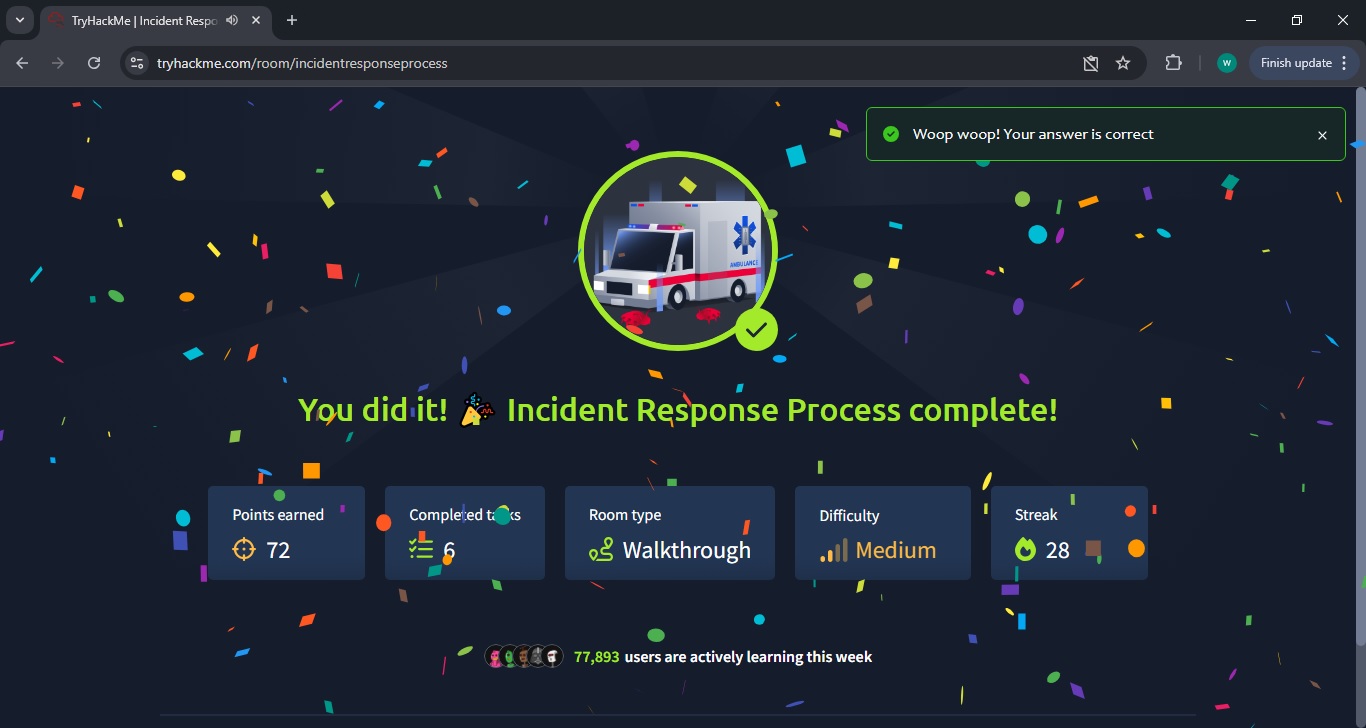 TryHackMe | Incident Respo
tryhackme.com/room/incidentresponseprocess
W
Finish update
Woop woop! Your answer is correct
AMBULANCE
You did it! 🎉 Incident Response Process complete!
Points earned
72
Completed tasks
6
Room type
Walkthrough
Difficulty
Medium
Streak
28
77,893 users are actively learning this week